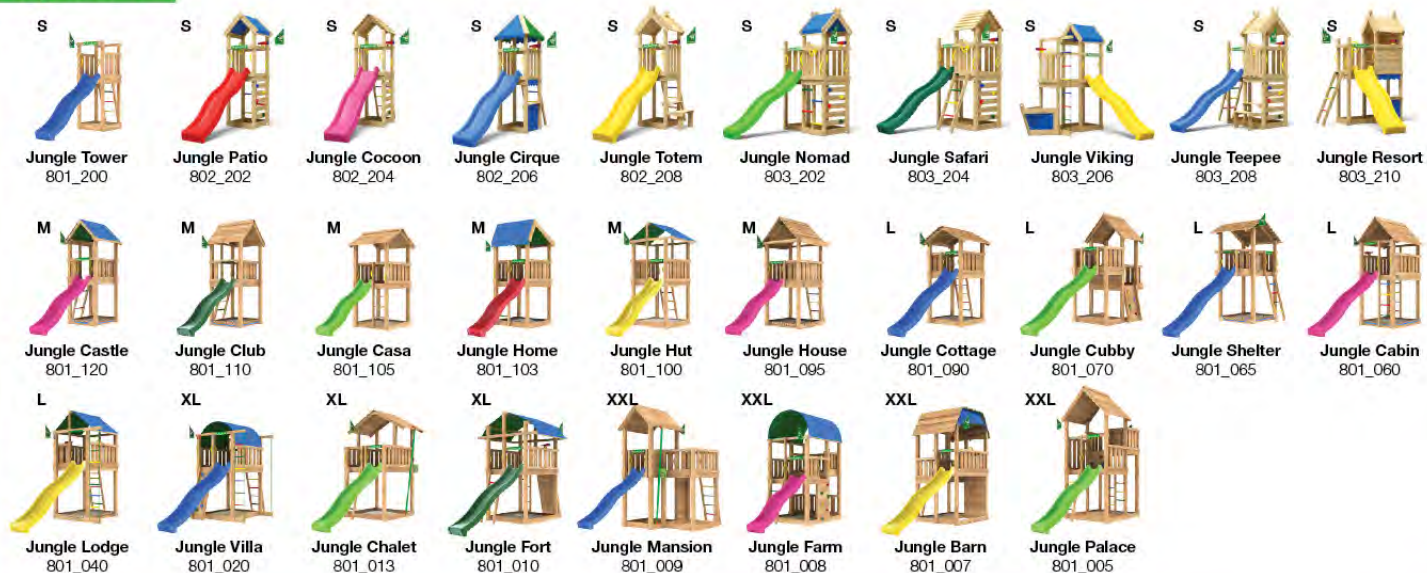 S S S S S S S S S S
Jungle Tower Jungle Patio Jungle Cocoon Jungle Cirque Jungle Totem Jungle Nomad Jungle Safari Jungle Viking Jungle Teepee Jungle Resort
801_200 802_202 802_204 802_206 802_208 803_202 803_204 803_206 803_208 803_210
M M M M M M L L L L
Jungle Castle Jungle Club Jungle Casa Jungle Home Jungle Hut Jungle House Jungle Cottage Jungle Cubby Jungle Shelter Jungle Cabin
801_120 801_110 801_105 801_103 801_100 801_095 801_090 801_070 801_065 801_060
L XL XL XL XXL XXL XXL XXL
Jungle Lodge Jungle Villa Jungle Chalet Jungle Fort Jungle Mansion Jungle Farm Jungle Barn Jungle Palace
801_040 801_020 801_013 801_010 801_009 801_008 801_007 801_005